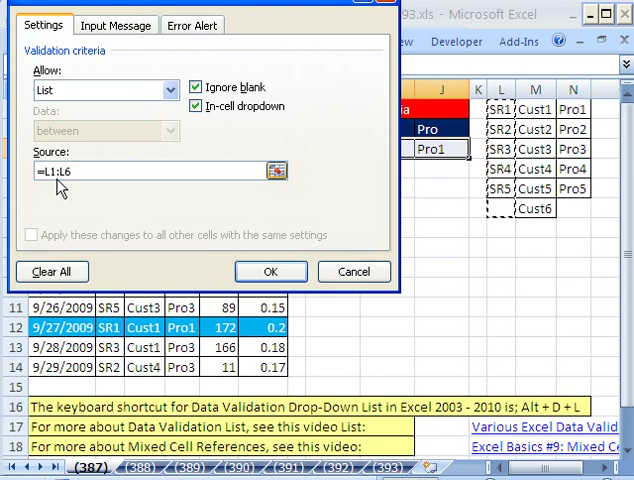 93.xls - Microsoft Excel
Settings Input Message Error Alert
ew Developer Add-Ins
Validation criteria
Allow:
List Ignore blank
Data: In-cell dropdown
between
Source:
=L1:L6
Apply these changes to all other cells with the same settings
Clear All OK Cancel
J K L M N
ia SR1 Cust1 Pro1
Pro SR2 Cust2 Pro2
Pro1 SR3 Cust3 Pro3
SR4 Cust4 Pro4
SR5 Cust5 Pro5
Cust6
11 9/26/2009 SR5 Cust3 Pro3 89 0.15
12 9/27/2009 SR1 Cust1 Pro1 172 0.2
13 9/28/2009 SR3 Cust1 Pro3 166 0.18
14 9/29/2009 SR2 Cust4 Pro3 11 0.17
15
16 The keyboard shortcut for Data Validation Drop-Down List in Excel 2003 - 2010 is; Alt + D + L
17 For more about Data Validation List, see this video List: Various Excel Data Valid
18 For more about Mixed Cell References, see this video: Excel Basics #9: Mixed Ce
(387) (388) (389) (390) (391) (392) (393)